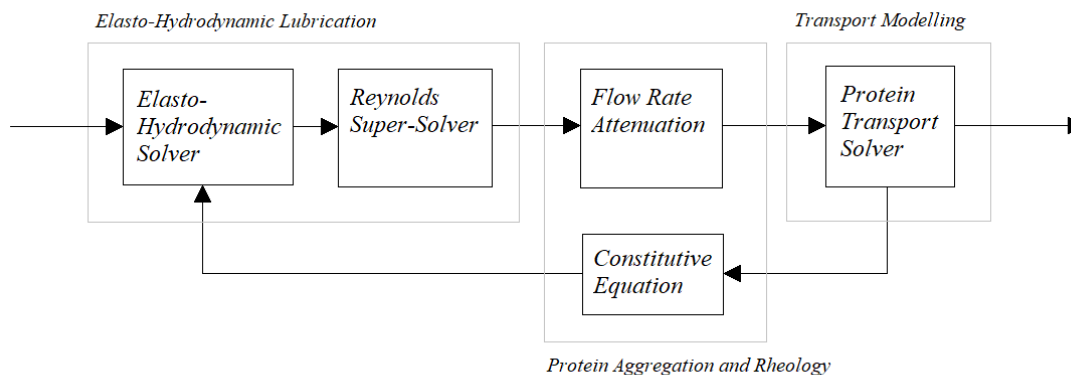 Elasto-Hydrodynamic Lubrication
Transport Modelling
Elasto-
Hydrodynamic
Solver
Reynolds
Super-Solver
Flow Rate
Attenuation
Protein
Transport
Solver
Constitutive
Equation
Protein Aggregation and Rheology